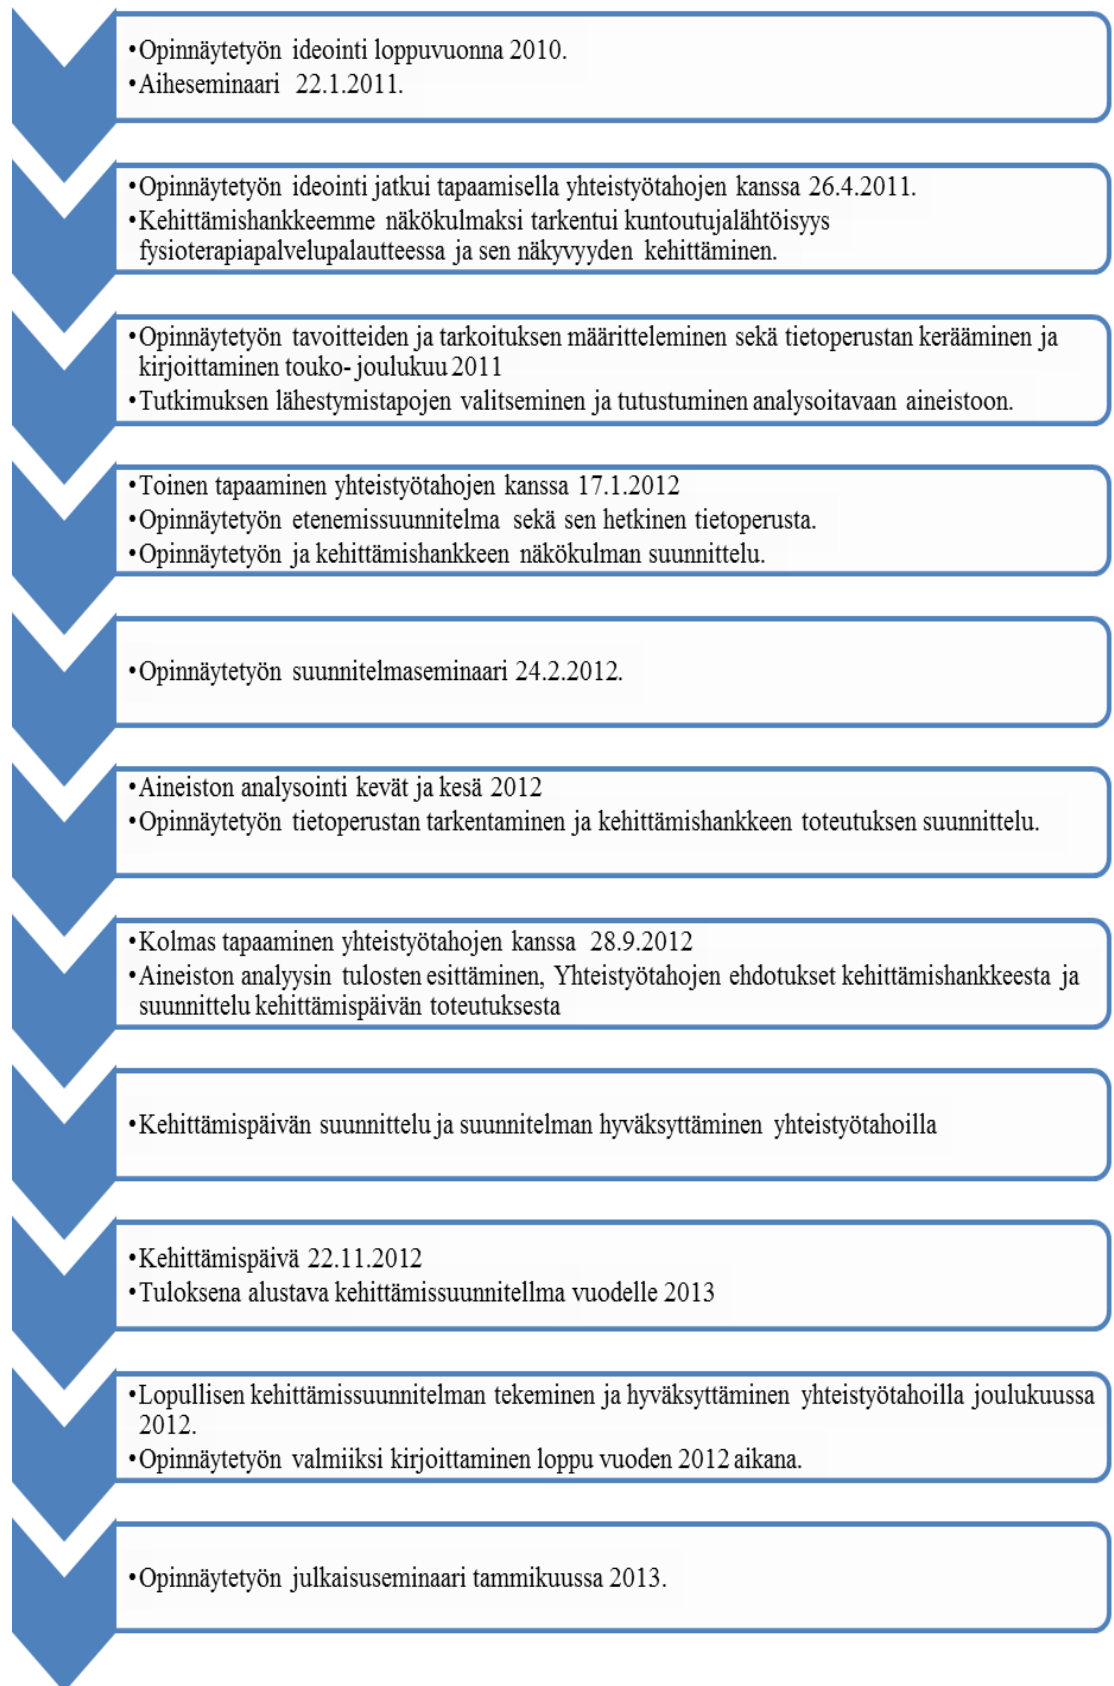 •Opinnäytetyön ideointi loppuvuonna 2010.
•Aiheseminaari 22.1.2011.
•Opinnäytetyön ideointi jatkui tapaamisella yhteistyötahojen kanssa 26.4.2011.
•Kehittämishankkeemme näkökulmaksi tarkentui kuntoutujalähtöisyys
fysioterapiapalvelupalautteessa ja sen näkyvyyden kehittäminen.
•Opinnäytetyön tavoitteiden ja tarkoituksen määritteleminen sekä tietoperustan kerääminen ja
kirjoittaminen touko- joulukuu 2011
•Tutkimuksen lähestymistapojen valitseminen ja tutustuminen analysoitavaan aineistoon.
•Toinen tapaaminen yhteistyötahojen kanssa 17.1.2012
•Opinnäytetyön etenemissuunnitelma sekä sen hetkinen tietoperusta.
•Opinnäytetyön ja kehittämishankkeen näkökulman suunnittelu.
•Opinnäytetyön suunnitelmaseminaari 24.2.2012.
•Aineiston analysointi kevät ja kesä 2012
•Opinnäytetyön tietoperustan tarkentaminen ja kehittämishankkeen toteutuksen suunnittelu.
•Kolmas tapaaminen yhteistyötahojen kanssa 28.9.2012
•Aineiston analyysin tulosten esittäminen, Yhteistyötahojen ehdotukset kehittämishankkeesta ja
suunnittelu kehittämispäivän toteutuksesta
•Kehittämispäivän suunnittelu ja suunnitelman hyväksyttäminen yhteistyötahoilla
•Kehittämispäivä 22.11.2012
•Tuloksena alustava kehittämissuunnitellma vuodelle 2013
•Lopullisen kehittämissuunnitelman tekeminen ja hyväksyttäminen yhteistyötahoilla joulukuussa
2012.
•Opinnäytetyön valmiiksi kirjoittaminen loppu vuoden 2012 aikana.
•Opinnäytetyön julkaisuseminaari tammikuussa 2013.